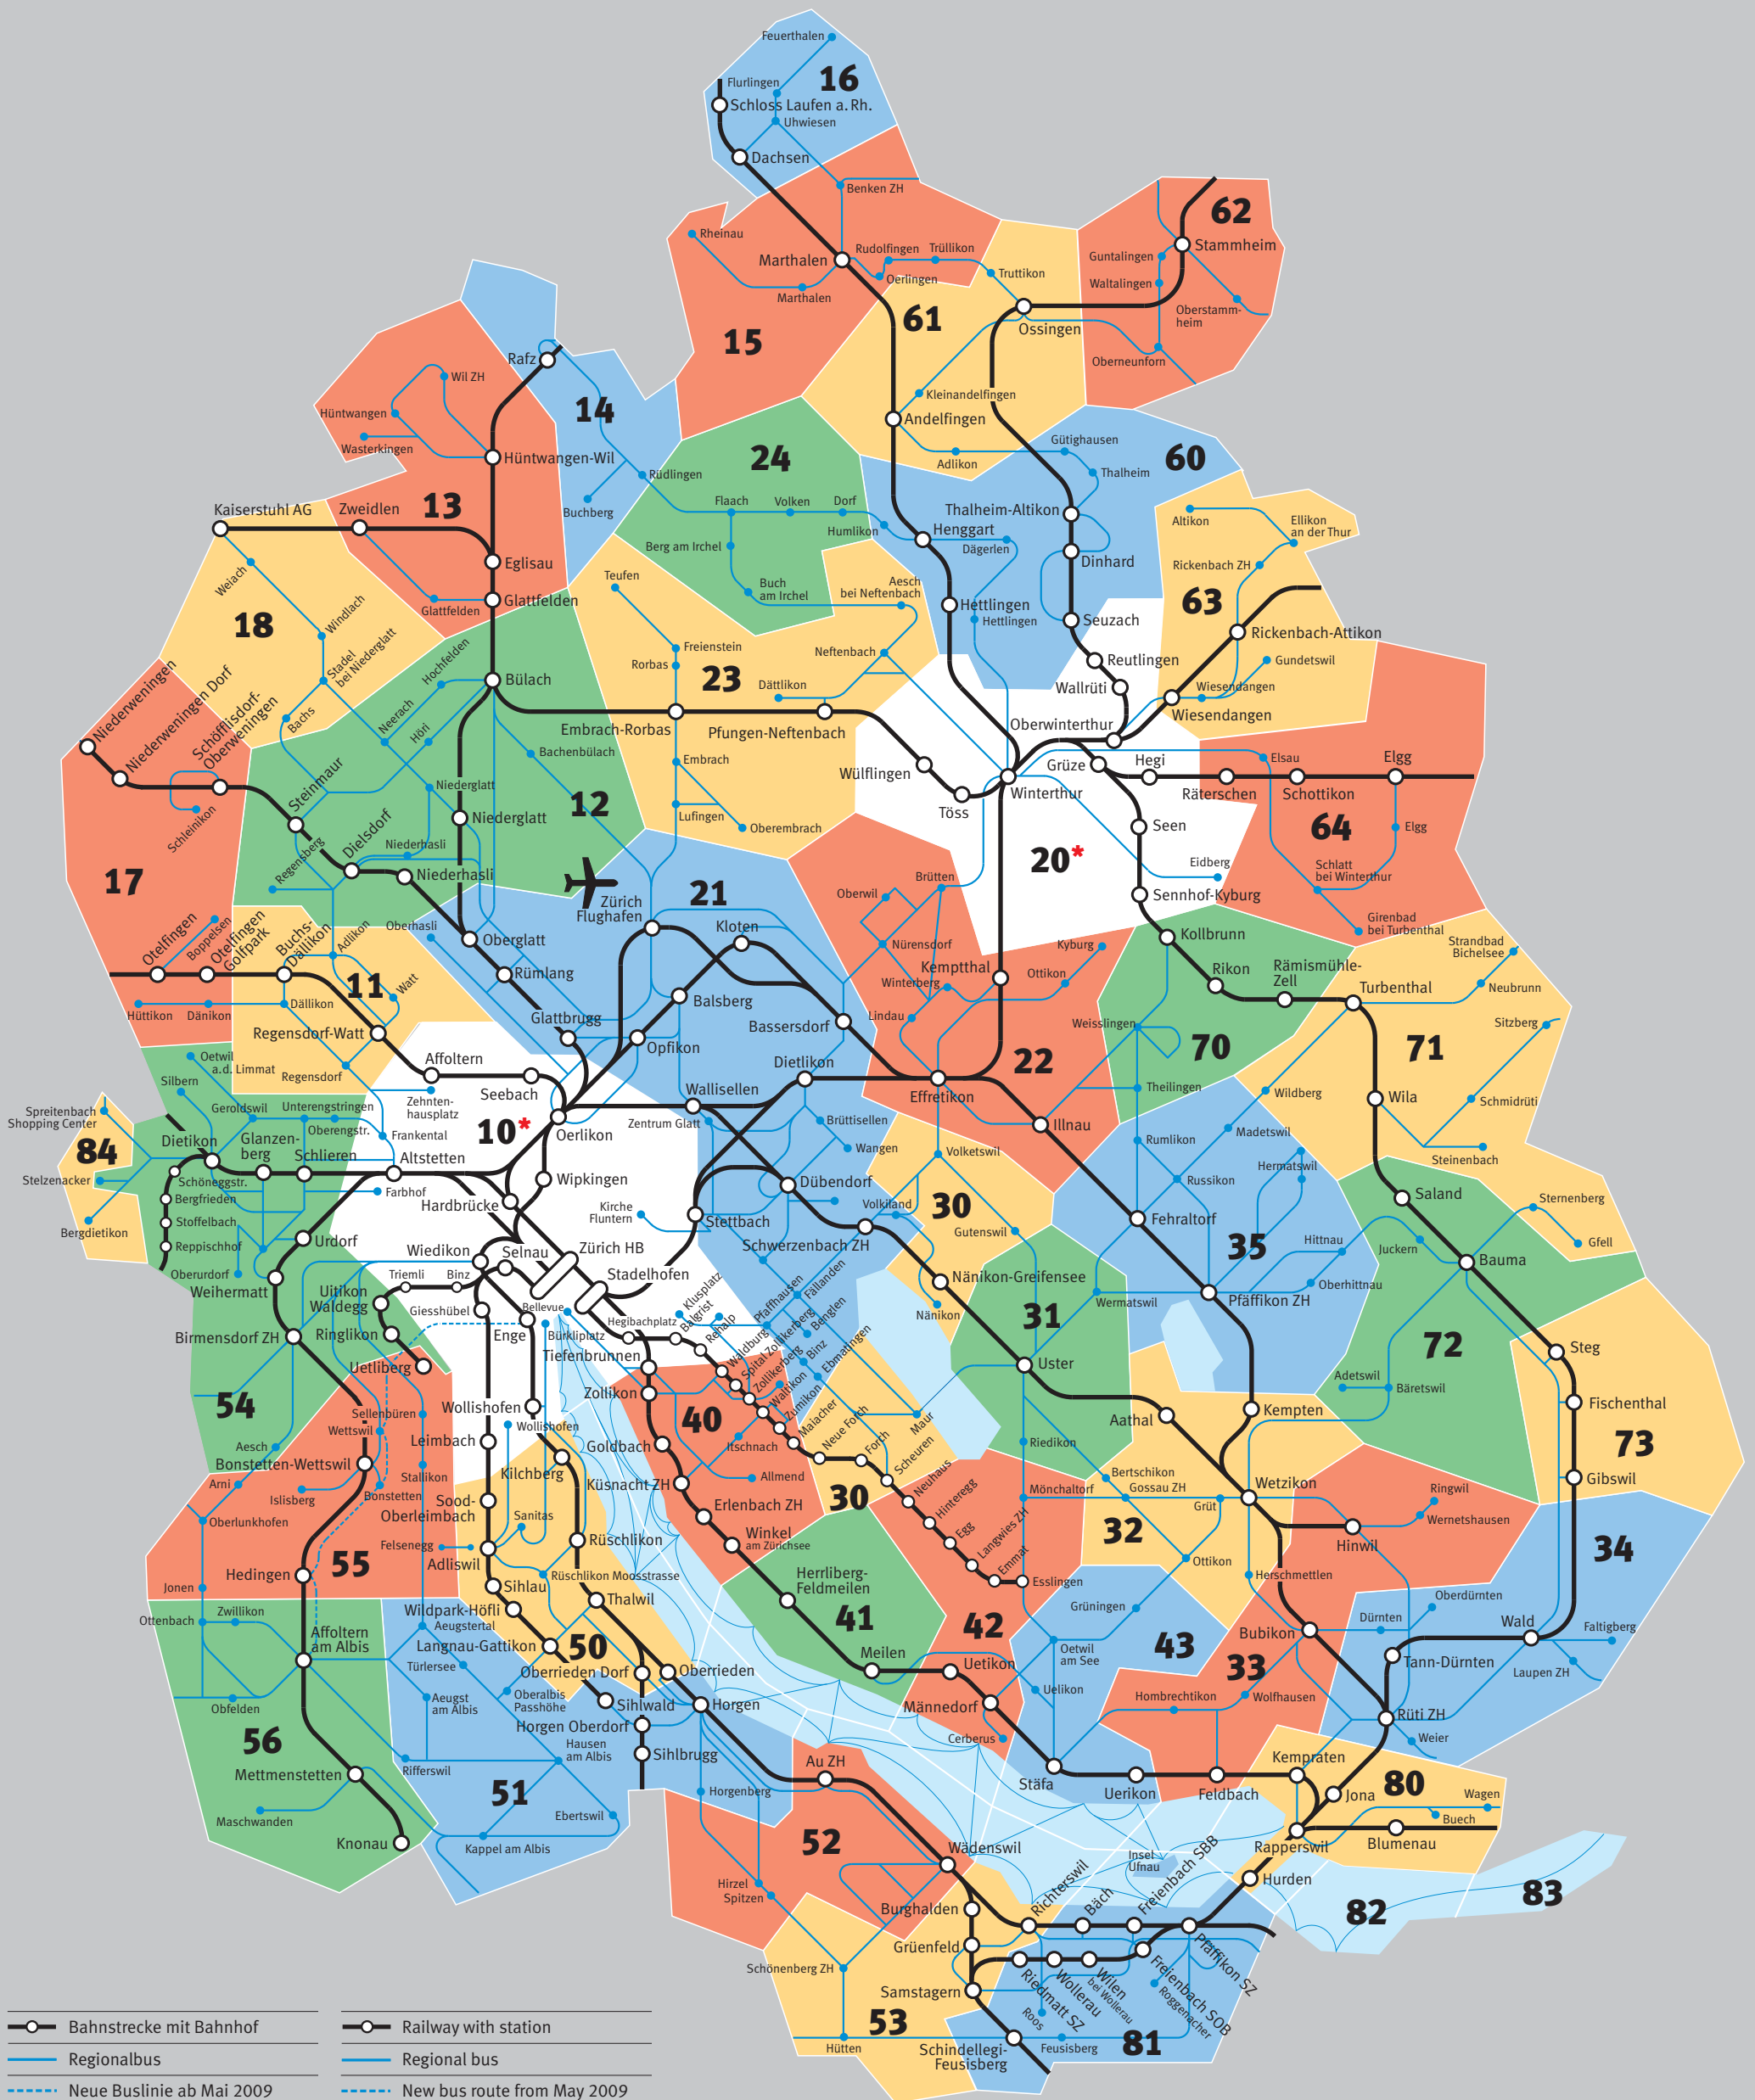 Feuerthalen
16
Flurlingen
Schloss Laufen a. Rh.
Uhwiesen
Dachsen
Benken ZH
62
Rheinau
Stammheim
Rudolfingen
Trüllikon
Marthalen
Guntalingen
Oerlingen
Truttikon
Waltalingen
Marthalen
Oberstamm-
heim
61
Ossingen
15
Rafz
Oberneunforn
Wil ZH
Kleinandelfingen
Hüntwangen
14
Andelfingen
Wasterkingen
Gütighausen
Hüntwangen-Wil
24
60
Adlikon
Thalheim
Rüdlingen
Kaiserstuhl AG
Zweidlen
13
Buchberg
Flaach
Volken
Dorf
Thalheim-Altikon
Altikon
Ellikon
an der Thur
Humlikon
Henggart
Berg am Irchel
Dägerlen
Eglisau
Dinhard
Rickenbach ZH
Weiach
Teufen
Buch
am Irchel
Aesch
bei Neftenbach
Glattfelden
Glattfelden
Hettlingen
63
18
Windlach
Hettlingen
Seuzach
Rickenbach-Attikon
Stadel
bei Niederglatt
Hochfelden
Freienstein
Neftenbach
Reutlingen
Gundetswil
Rorbas
Niederweningen
Bülach
23
Dättlikon
Wallrüti
Wiesendangen
Niederweningen Dorf
Wiesendangen
Schöfflisdorf-
Oberweningen
Bachs
Neerach
Höri
Embrach-Rorbas
Pfungen-Neftenbach
Oberwinterthur
Bachenbülach
Embrach
Elsau
Elgg
Steinmaur
Wülflingen
Grüze
Hegi
Niederglatt
12
Winterthur
Räterschen
Schottikon
Töss
Schleinikon
Niederglatt
Lufingen
Oberembrach
Seen
64
Elgg
Dielsdorf
Niederhasli
20*
Regensberg
Eidberg
Schlatt
bei Winterthur
17
Niederhasli
Zürich
Flughafen
21
Oberwil
Brütten
Sennhof-Kyburg
Otelfingen
Boppelsen
Otelfingen
Golfpark
Buchs-
Dällikon
Adlikon
Oberhasli
Oberglatt
Kloten
Girenbad
bei Turbenthal
Nürensdorf
Kyburg
Kollbrunn
Strandbad
Bichelsee
Rümlang
Kemptthal
Ottikon
Rikon
Rämismühle-
Zell
Neubrunn
11
Watt
Balsberg
Winterberg
Turbenthal
Hüttikon
Dänikon
Dällikon
Glattbrugg
Bassersdorf
Lindau
Weisslingen
Sitzberg
Regensdorf-Watt
Opfikon
22
70
71
Oetwil
a.d. Limmat
Affoltern
Dietlikon
Silbern
Regensdorf
Seebach
Wallisellen
Effretikon
Theilingen
Wildberg
Wila
Spreitenbach
Shopping Center
Geroldswil
Unterengstringen
Zehnten-
hausplatz
10*
Zentrum Glatt
Schmidrüti
84
Dietikon
Glanzen-
berg
Oberengstr.
Schlieren
Frankental
Oerlikon
Brüttisellen
Illnau
Rumlikon
Madetswil
Altstetten
Wangen
Volketswil
Hermatswil
Steinenbach
Stelzenacker
Schöneggstr.
Wipkingen
Dübendorf
Russikon
Bergfrieden
Farbhof
Hardbrücke
Kirche
Fluntern
Volkiland
30
Saland
Sternenberg
Bergdietikon
Stoffelbach
Stettbach
Gutenswil
Fehraltorf
Reppischhof
Urdorf
Wiedikon
Selnau
Zürich HB
Schwerzenbach ZH
35
Hittnau
Juckern
Gfell
Oberurdorf
Bauma
Weihermatt
Uitikon
Waldegg
Triemli
Binz
Stadelhofen
Nänikon-Greifensee
Oberhittnau
Klusplatz
Pfaffhausen
Fällanden
Giesshübel
Bellevue
Hegibachplatz
Balgrist
Rehalp
Benglen
Nänikon
Wermatswil
Pfäffikon ZH
Birmensdorf ZH
Ringlikon
Enge
Bürkliplatz
31
72
Tiefenbrunnen
Waldburg
Spital Zollikerberg
Zollikerberg
Waltikon
Zumikon
Binz
Ebmatingen
Steg
Uetliberg
Uster
Zollikon
Adetswil
Bäretswil
54
Sellenbüren
Wollishofen
40
Maiacher
Neue Forch
Maur
Aathal
Kempten
Fischenthal
Wettswil
Wollishofen
Goldbach
Itschnach
Forch
Riedikon
73
Aesch
Leimbach
Scheuren
Bonstetten-Wettswil
Stallikon
Kilchberg
Küsnacht ZH
Allmend
Neuhaus
Bertschikon
Gossau ZH
Wetzikon
Gibswil
Arni
Islisberg
Bonstetten
Sood-
Oberleimbach
30
Hinteregg
Mönchaltorf
Grüt
Ringwil
Oberlunkhofen
Sanitas
Erlenbach ZH
Egg
Wernetshausen
Felsenegg
Rüschlikon
Winkel
am Zürichsee
Langwies ZH
32
Hinwil
34
55
Adliswil
Emmat
Ottikon
Hedingen
Rüschlikon Moosstrasse
Esslingen
Herschmettlen
Jonen
Sihlau
Herrliberg-
Feldmeilen
Oberdürnten
Zwillikon
Wildpark-Höfli
Thalwil
Grüningen
Dürnten
Wald
Faltigberg
Ottenbach
Aeugstertal
41
42
Bubikon
Affoltern
am Albis
Langnau-Gattikon
50
43
Oetwil
am See
Tann-Dürnten
Türlersee
Meilen
Uetikon
33
Laupen ZH
Oberrieden Dorf
Oberrieden
Obfelden
Aeugst
am Albis
Oberalbis
Passhöhe
Sihlwald
Horgen
Männedorf
Uelikon
Hombrechtikon
Wolfhausen
Rüti ZH
Horgen Oberdorf
Cerberus
Weier
56
Hausen
am Albis
Sihlbrugg
Au ZH
Kempraten
Mettmenstetten
Rifferswil
Stäfa
80
51
Horgenberg
Uerikon
Feldbach
Jona
Wagen
Maschwanden
Ebertswil
Buech
Knonau
Kappel am Albis
52
Wädenswil
Rapperswil
Blumenau
Insel
Ufnau
Hirzel
Spitzen
Richterswil
Bäch
Freienbach SBB
Hurden
83
Burghalden
82
Grüenfeld
Pfäffikon SZ
Schönenberg ZH
Samstagern
Riedmatt SZ
Wollerau
Wilen
bei Wollerau
Freienbach SOB
Roggenacher
Roos
53
81
Hütten
Schindellegi-
Feusisberg
Feusisberg
Bahnstrecke mit Bahnhof
Railway with station
Regionalbus
Regional bus
Neue Buslinie ab Mai 2009
New bus route from May 2009